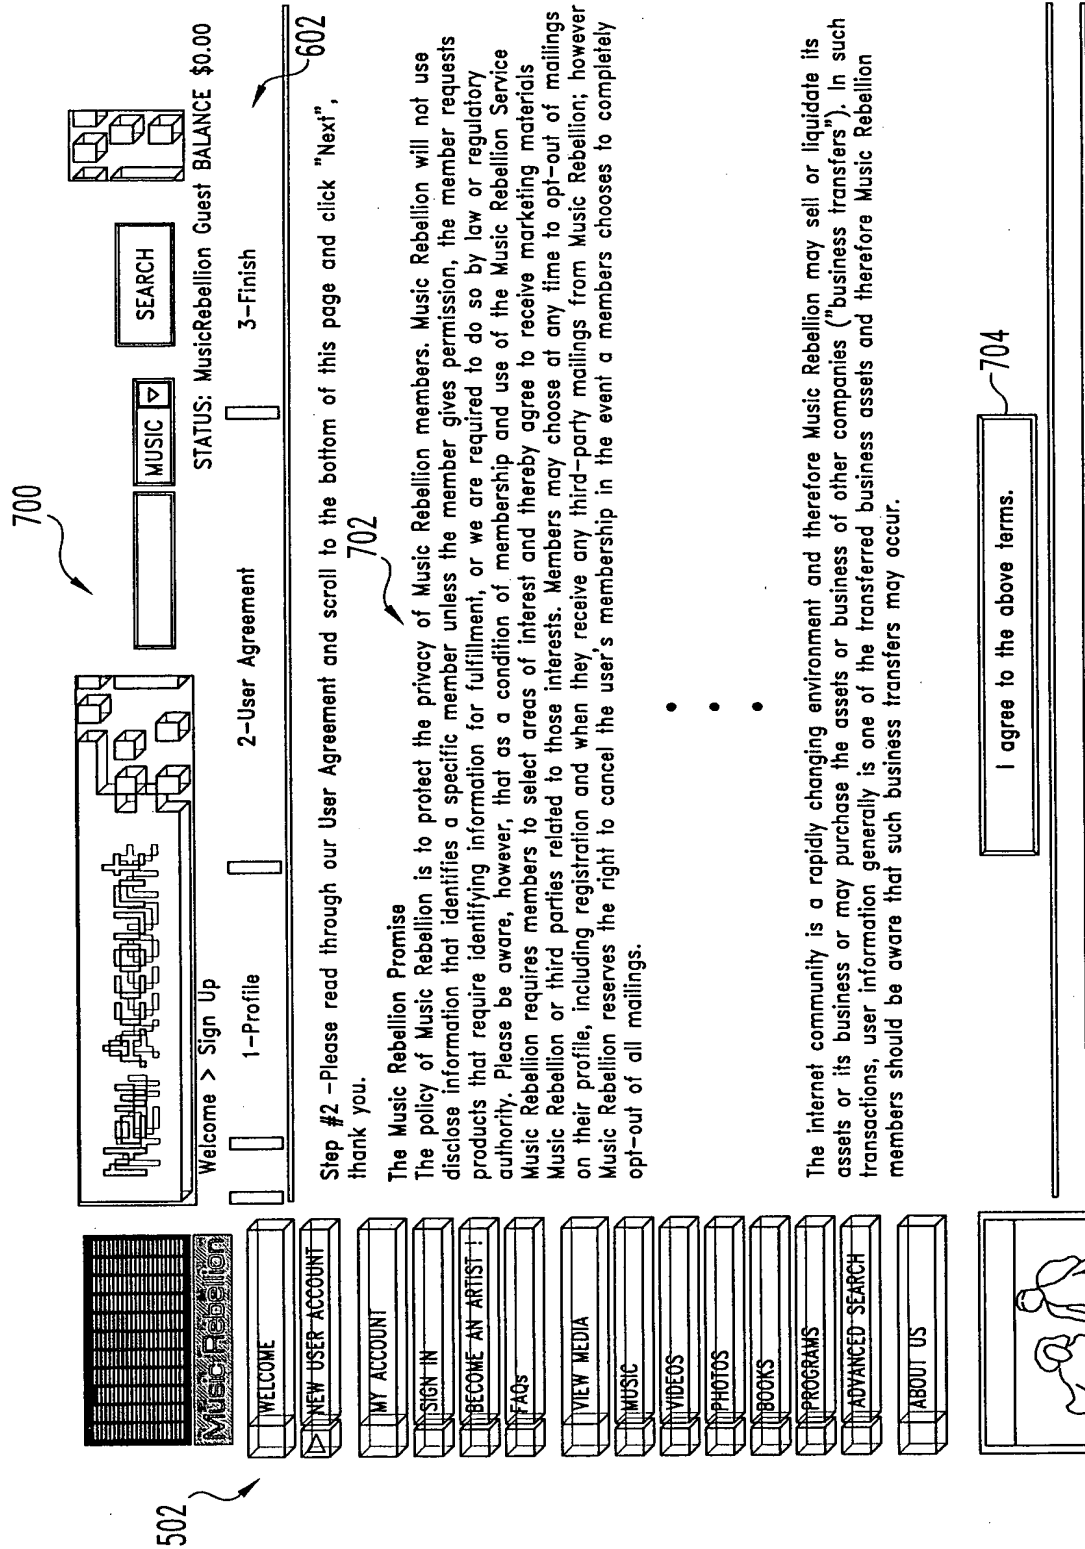 700
New Account
MUSIC
SEARCH
Music Rebellion
Welcome > Sign Up
STATUS: MusicRebellion Guest BALANCE $0.00
502
1-Profile
2-User Agreement
3-Finish
602
WELCOME
NEW USER ACCOUNT
MY ACCOUNT
SIGN IN
BECOME AN ARTIST !
FAQs
VIEW MEDIA
MUSIC
VIDEOS
PHOTOS
BOOKS
PROGRAMS
ADVANCED SEARCH
ABOUT US
Step #2 -Please read through our User Agreement and scroll to the bottom of this page and click "Next",
thank you.
702
The Music Rebellion Promise
The policy of Music Rebellion is to protect the privacy of Music Rebellion members. Music Rebellion will not use
disclose information that identifies a specific member unless the member gives permission, the member requests
products that require identifying information for fulfillment, or we are required to do so by law or regulatory
authority. Please be aware, however, that as a condition of membership and use of the Music Rebellion Service
Music Rebellion requires members to select areas of interest and thereby agree to receive marketing materials
Music Rebellion or third parties related to those interests. Members may choose at any time to opt-out of mailings
on their profile, including registration and when they receive any third-party mailings from Music Rebellion; however
Music Rebellion reserves the right to cancel the user's membership in the event a members chooses to completely
opt-out of all mailings.
The internet community is a rapidly changing environment and therefore Music Rebellion may sell or liquidate its
assets or its business or may purchase the assets or business of other companies ("business transfers"). In such
transactions, user information generally is one of the transferred business assets and therefore Music Rebellion
members should be aware that such business transfers may occur.
I agree to the above terms.
704